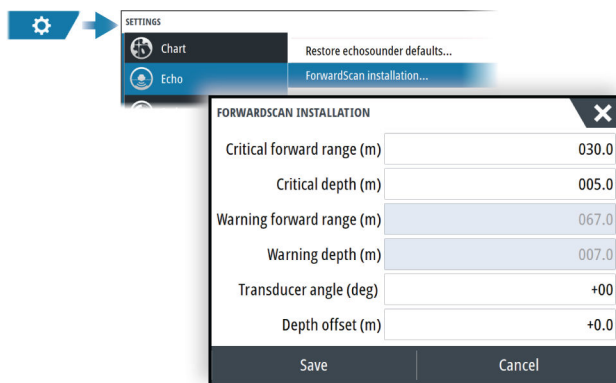 SETTINGS
Chart
Restore echosounder defaults...
Echo
ForwardScan installation...
FORWARDSCAN INSTALLATION
Critical forward range (m) 030.0
Critical depth (m) 005.0
Warning forward range (m) 067.0
Warning depth (m) 007.0
Transducer angle (deg) +00
Depth offset (m) +0.0
Save Cancel